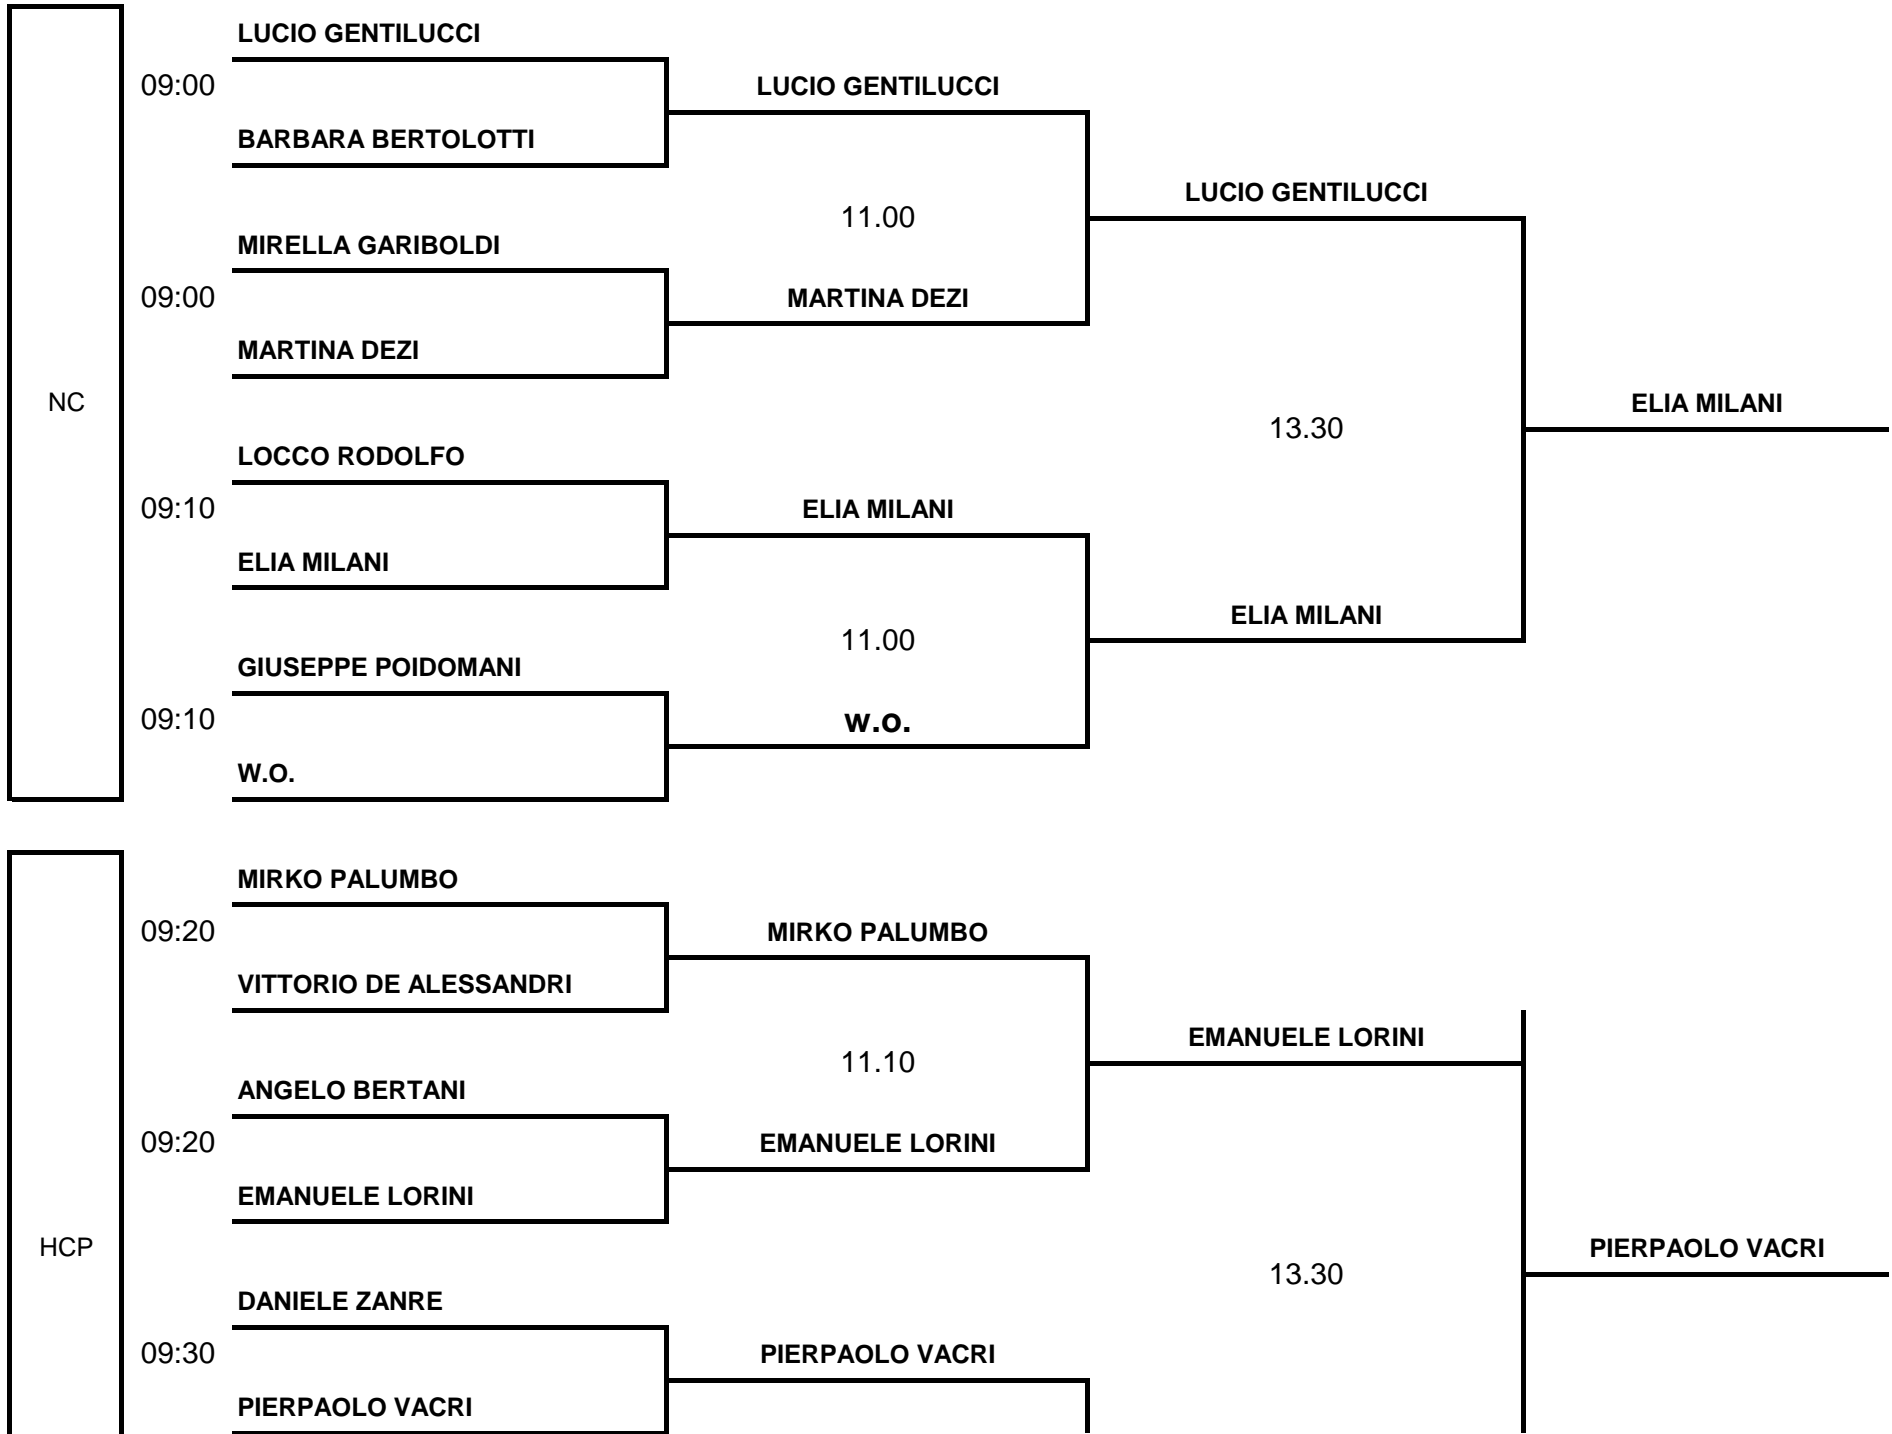 LUCIO GENTILUCCI
09:00
LUCIO GENTILUCCI
BARBARA BERTOLOTTI
LUCIO GENTILUCCI
11.00
MIRELLA GARIBOLDI
09:00
MARTINA DEZI
MARTINA DEZI
NC
ELIA MILANI
13.30
LOCCO RODOLFO
09:10
ELIA MILANI
ELIA MILANI
ELIA MILANI
11.00
GIUSEPPE POIDOMANI
09:10
W.O.
W.O.
MIRKO PALUMBO
09:20
MIRKO PALUMBO
VITTORIO DE ALESSANDRI
EMANUELE LORINI
11.10
ANGELO BERTANI
09:20
EMANUELE LORINI
EMANUELE LORINI
HCP
PIERPAOLO VACRI
13.30
DANIELE ZANRE
09:30
PIERPAOLO VACRI
PIERPAOLO VACRI